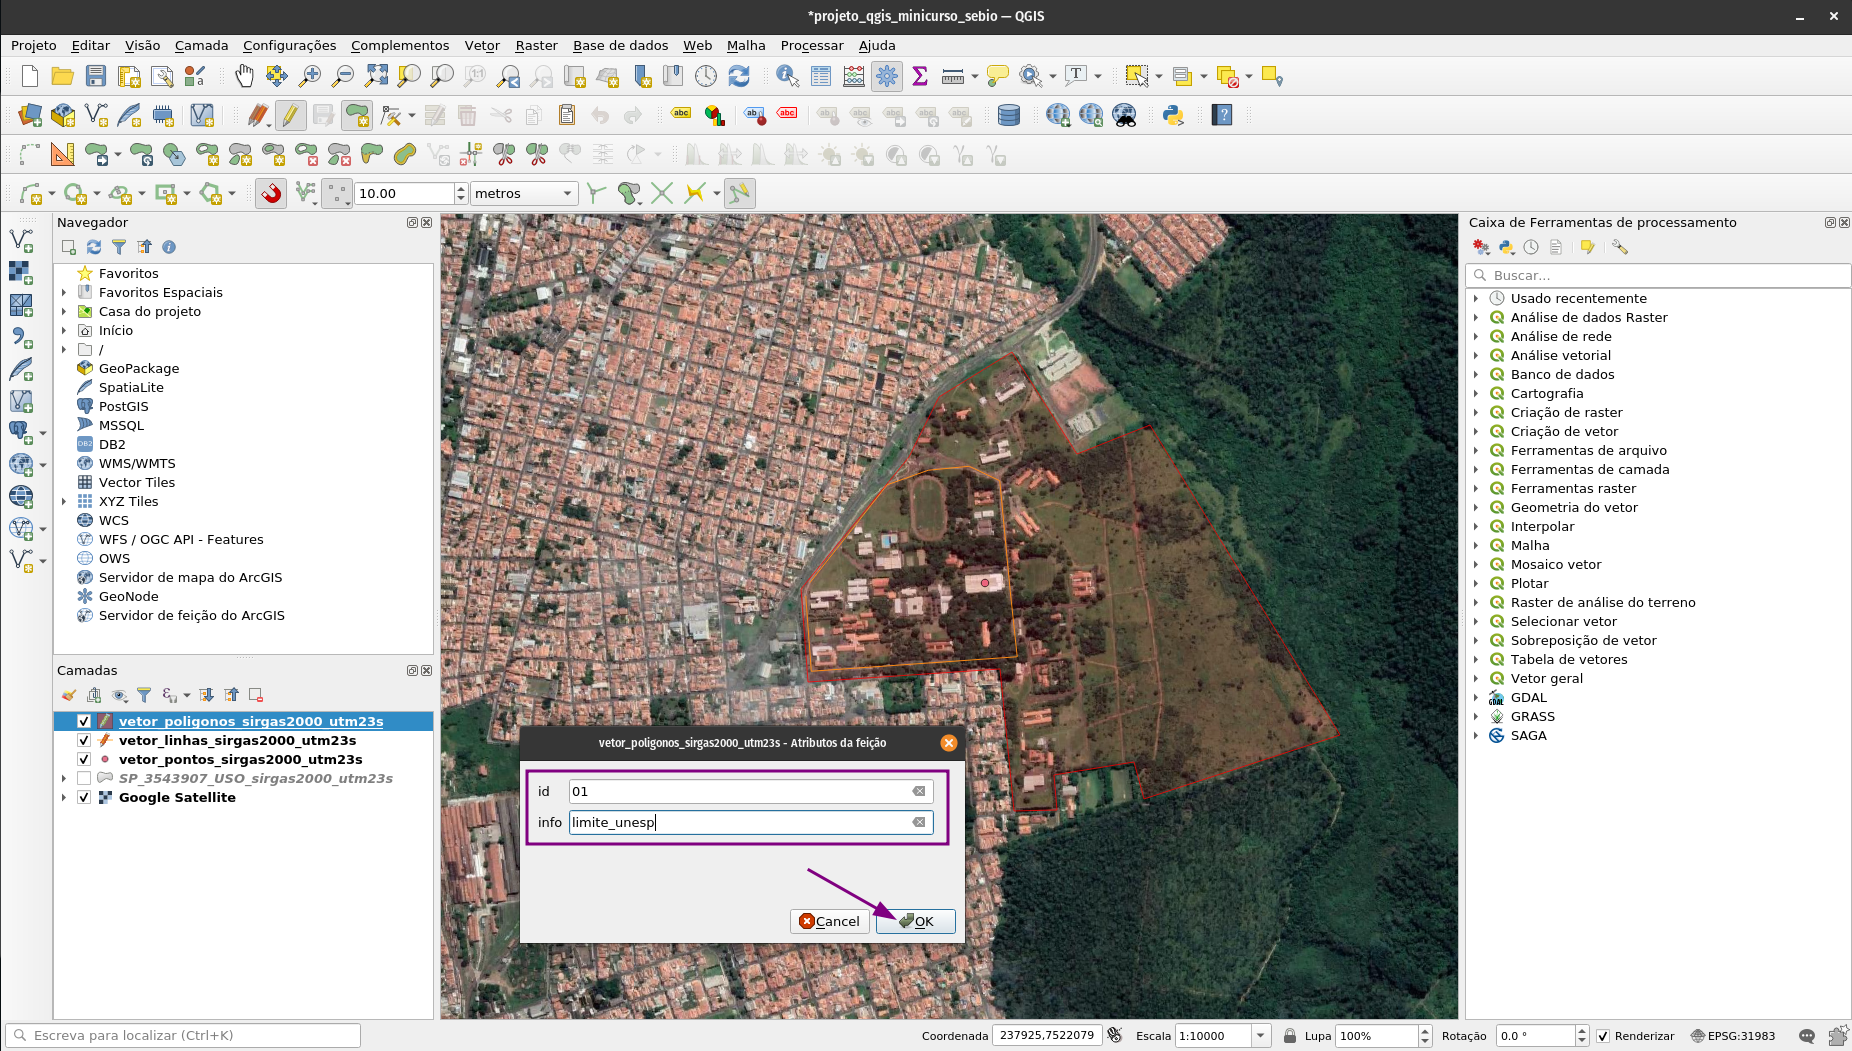 *projeto_qgis_minicurso_sebio — QGIS
Projeto Editar Visão Camada Configurações Complementos Vetor Raster Base de dados Web Malha Processar Ajuda
10.00 metros
Navegador
Favoritos
Favoritos Espaciais
Casa do projeto
Início
/
GeoPackage
SpatiaLite
PostGIS
MSSQL
DB2
WMS/WMTS
Vector Tiles
XYZ Tiles
WCS
WFS / OGC API - Features
OWS
Servidor de mapa do ArcGIS
GeoNode
Servidor de feição do ArcGIS
Camadas
vetor_poligonos_sirgas2000_utm23s
vetor_linhas_sirgas2000_utm23s
vetor_pontos_sirgas2000_utm23s
SP_3543907_USO_sirgas2000_utm23s
Google Satellite
vetor_poligonos_sirgas2000_utm23s - Atributos da feição
id 01
info limite_unesp
Cancel OK
Caixa de Ferramentas de processamento
Buscar...
Usado recentemente
Análise de dados Raster
Análise de rede
Análise vetorial
Banco de dados
Cartografia
Criação de raster
Criação de vetor
Ferramentas de arquivo
Ferramentas de camada
Ferramentas raster
Geometria do vetor
Interpolar
Malha
Mosaico vetor
Plotar
Raster de análise do terreno
Selecionar vetor
Sobreposição de vetor
Tabela de vetores
Vetor geral
GDAL
GRASS
SAGA
Escreva para localizar (Ctrl+K)
Coordenada 237925,7522079 Escala 1:10000 Lupa 100% Rotação 0.0 ° Renderizar EPSG:31983